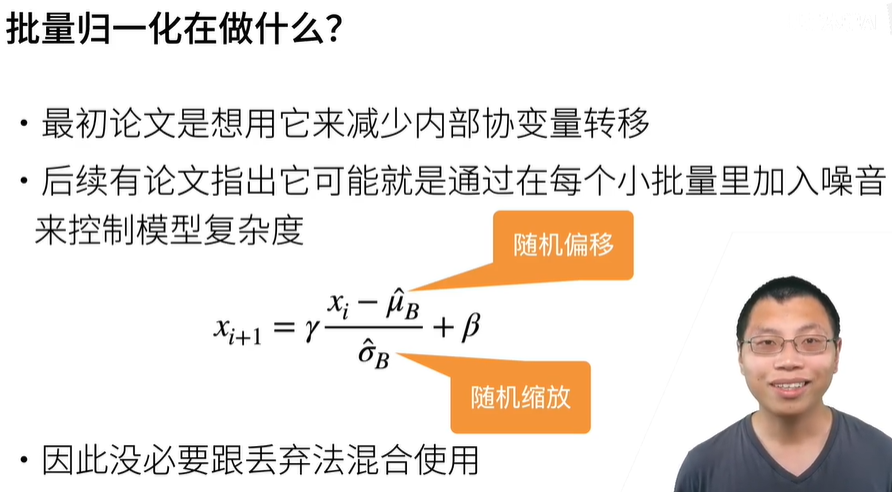 批量归一化在做什么？
• 最初论文是想用它来减少内部协变量转移
• 后续有论文指出它可能就是通过在每个小批量里加入噪音
来控制模型复杂度
随机偏移
x_{i+1} = γ \frac{x_i - \hat{μ}_B}{\hat{σ}_B} + β
随机缩放
• 因此没必要跟丢弃法混合使用